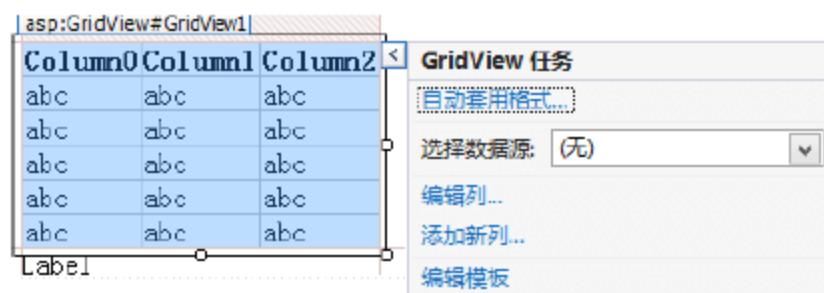 asp:GridView#GridView1
Column0 Column1 Column2
abc abc abc
abc abc abc
abc abc abc
abc abc abc
abc abc abc
Label
GridView 任务
自动套用格式...
选择数据源: (无)
编辑列...
添加新列...
编辑模板